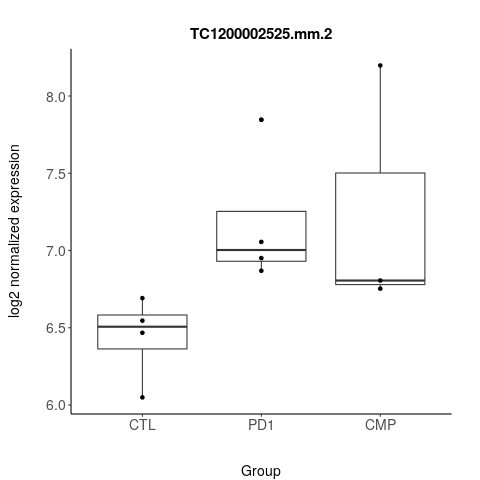 TC1200002525.mm.2
log2 normalized expression
8.0
7.5
7.0
6.5
6.0
CTL PD1 CMP
Group